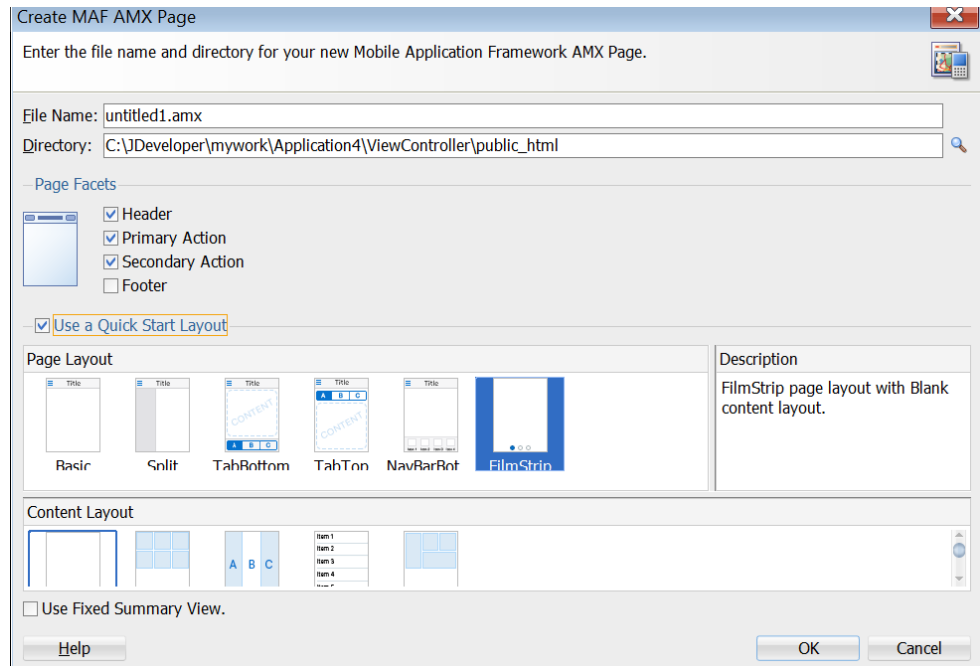 Create MAF AMX Page
Enter the file name and directory for your new Mobile Application Framework AMX Page.
File Name: untitled1.amx
Directory: C:\JDeveloper\mywork\Application4\ViewController\public_html
Page Facets
Header
Primary Action
Secondary Action
Footer
Use a Quick Start Layout
Page Layout
Title
Title
Title
Title
Title
A B C
CONTENT
CONTENT
A B C
Basic Split TabBottom TabTop NavBarBot FilmStrip
Description
FilmStrip page layout with Blank
content layout.
Content Layout
A B C
Item 1
Item 2
Item 3
Item 4
Use Fixed Summary View.
Help OK Cancel